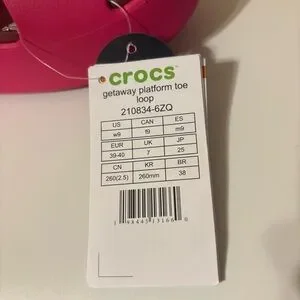 crocs™
getaway platform toe
loop
210834-6ZQ
US CAN ES
w9 f9 m9
EUR UK JP
39-40 7 25
CN KR BR
260(2.5) 260mm 38